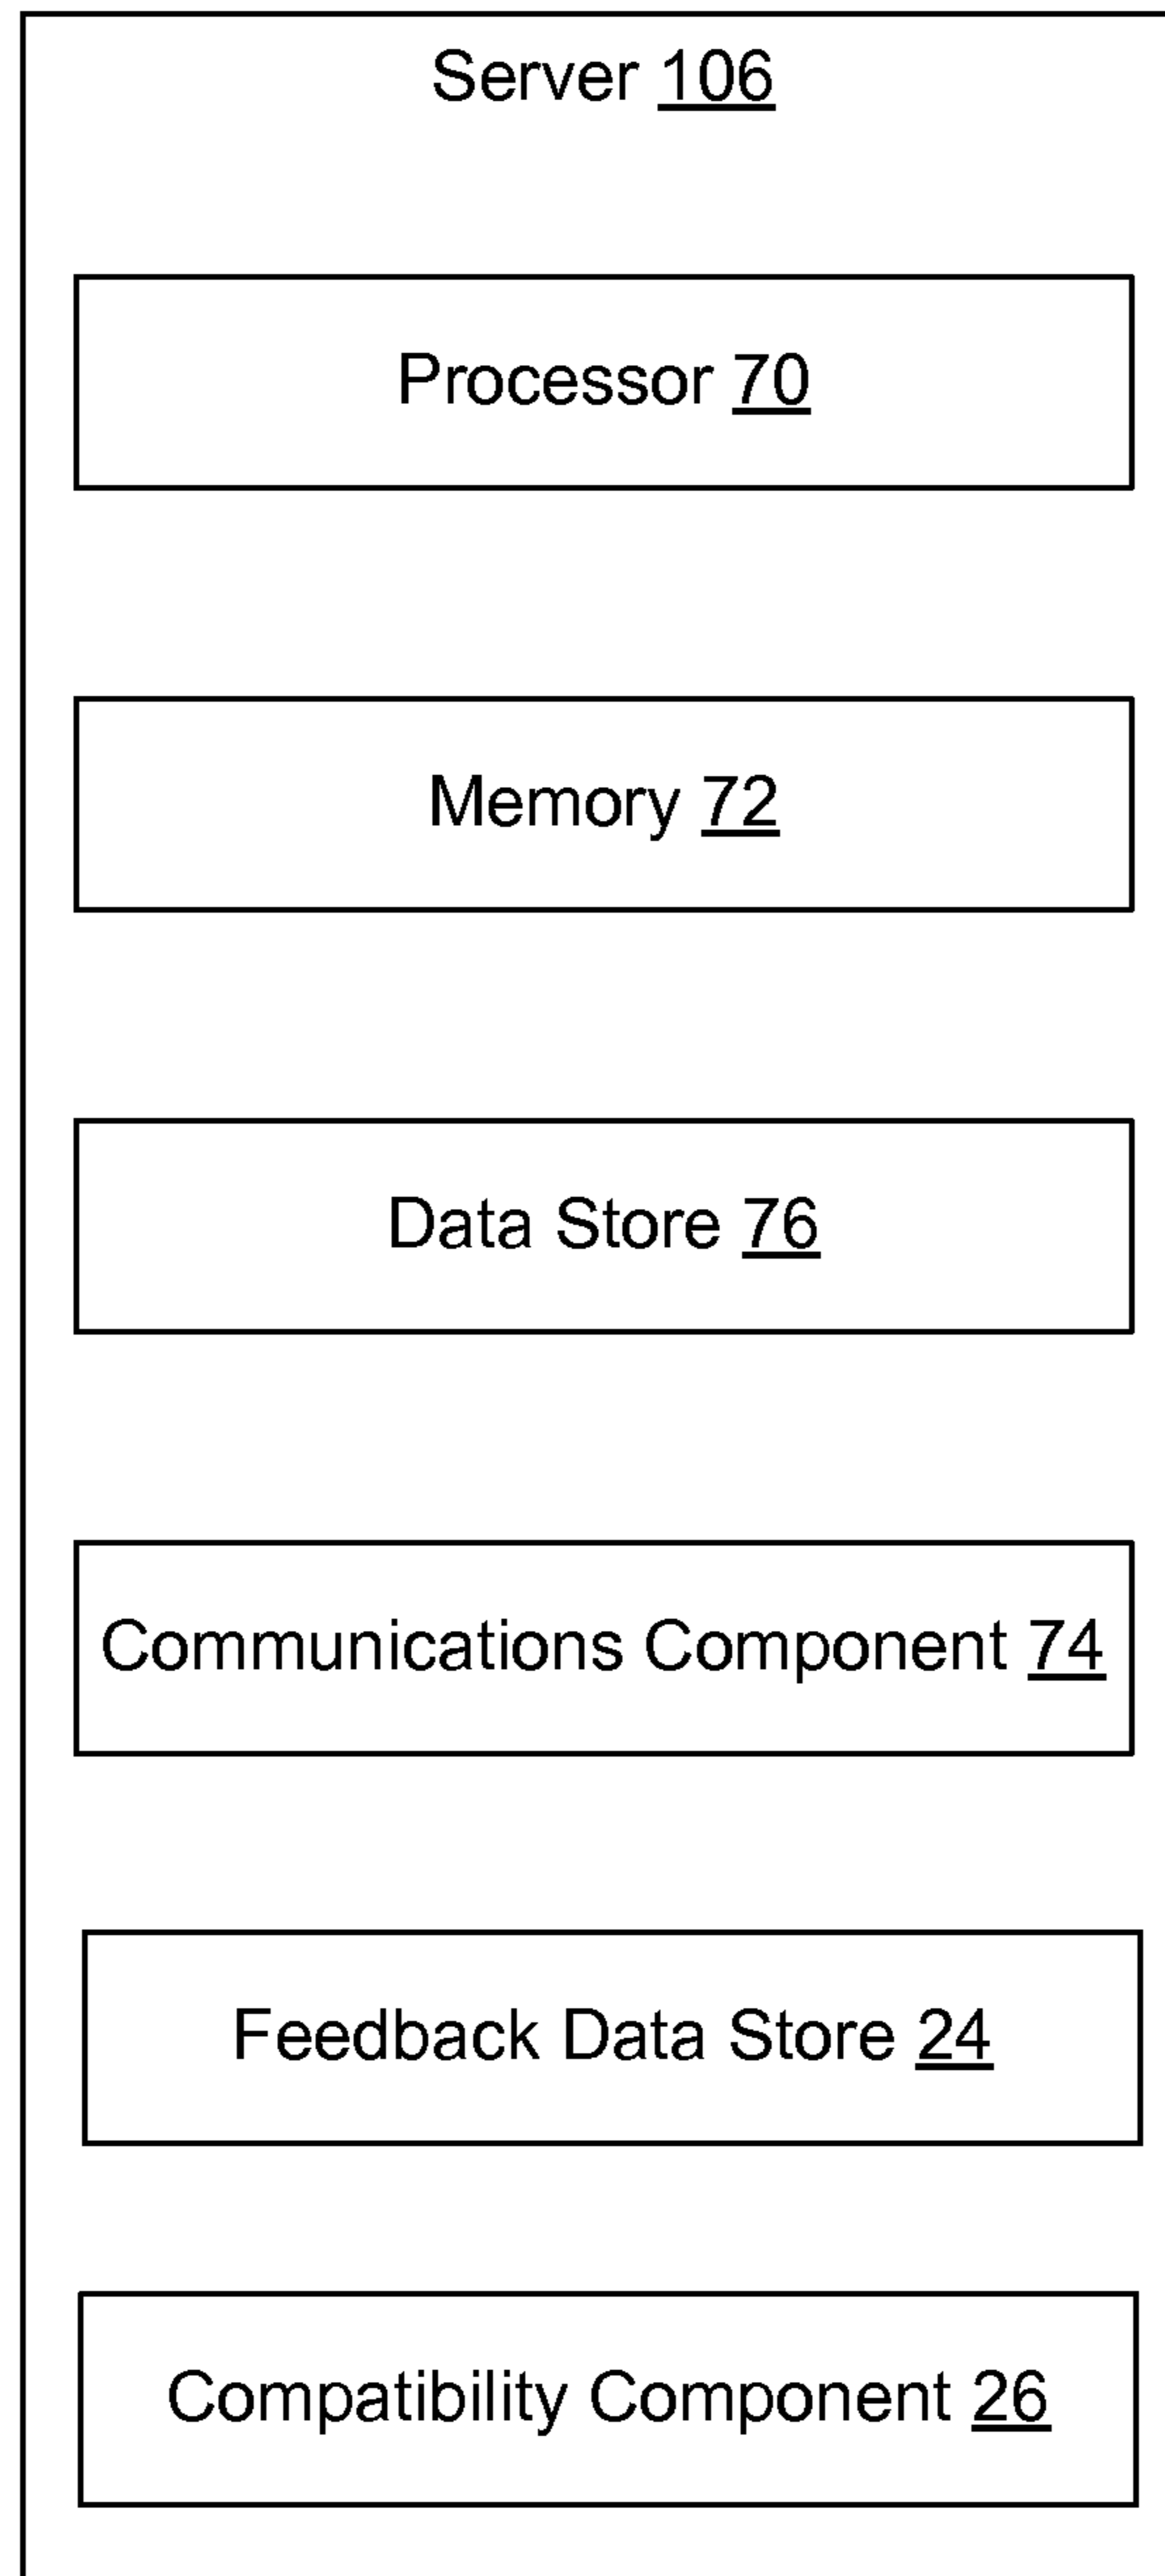 Server 106
Processor 70
Memory 72
Data Store 76
Communications Component 74
Feedback Data Store 24
Compatibility Component 26